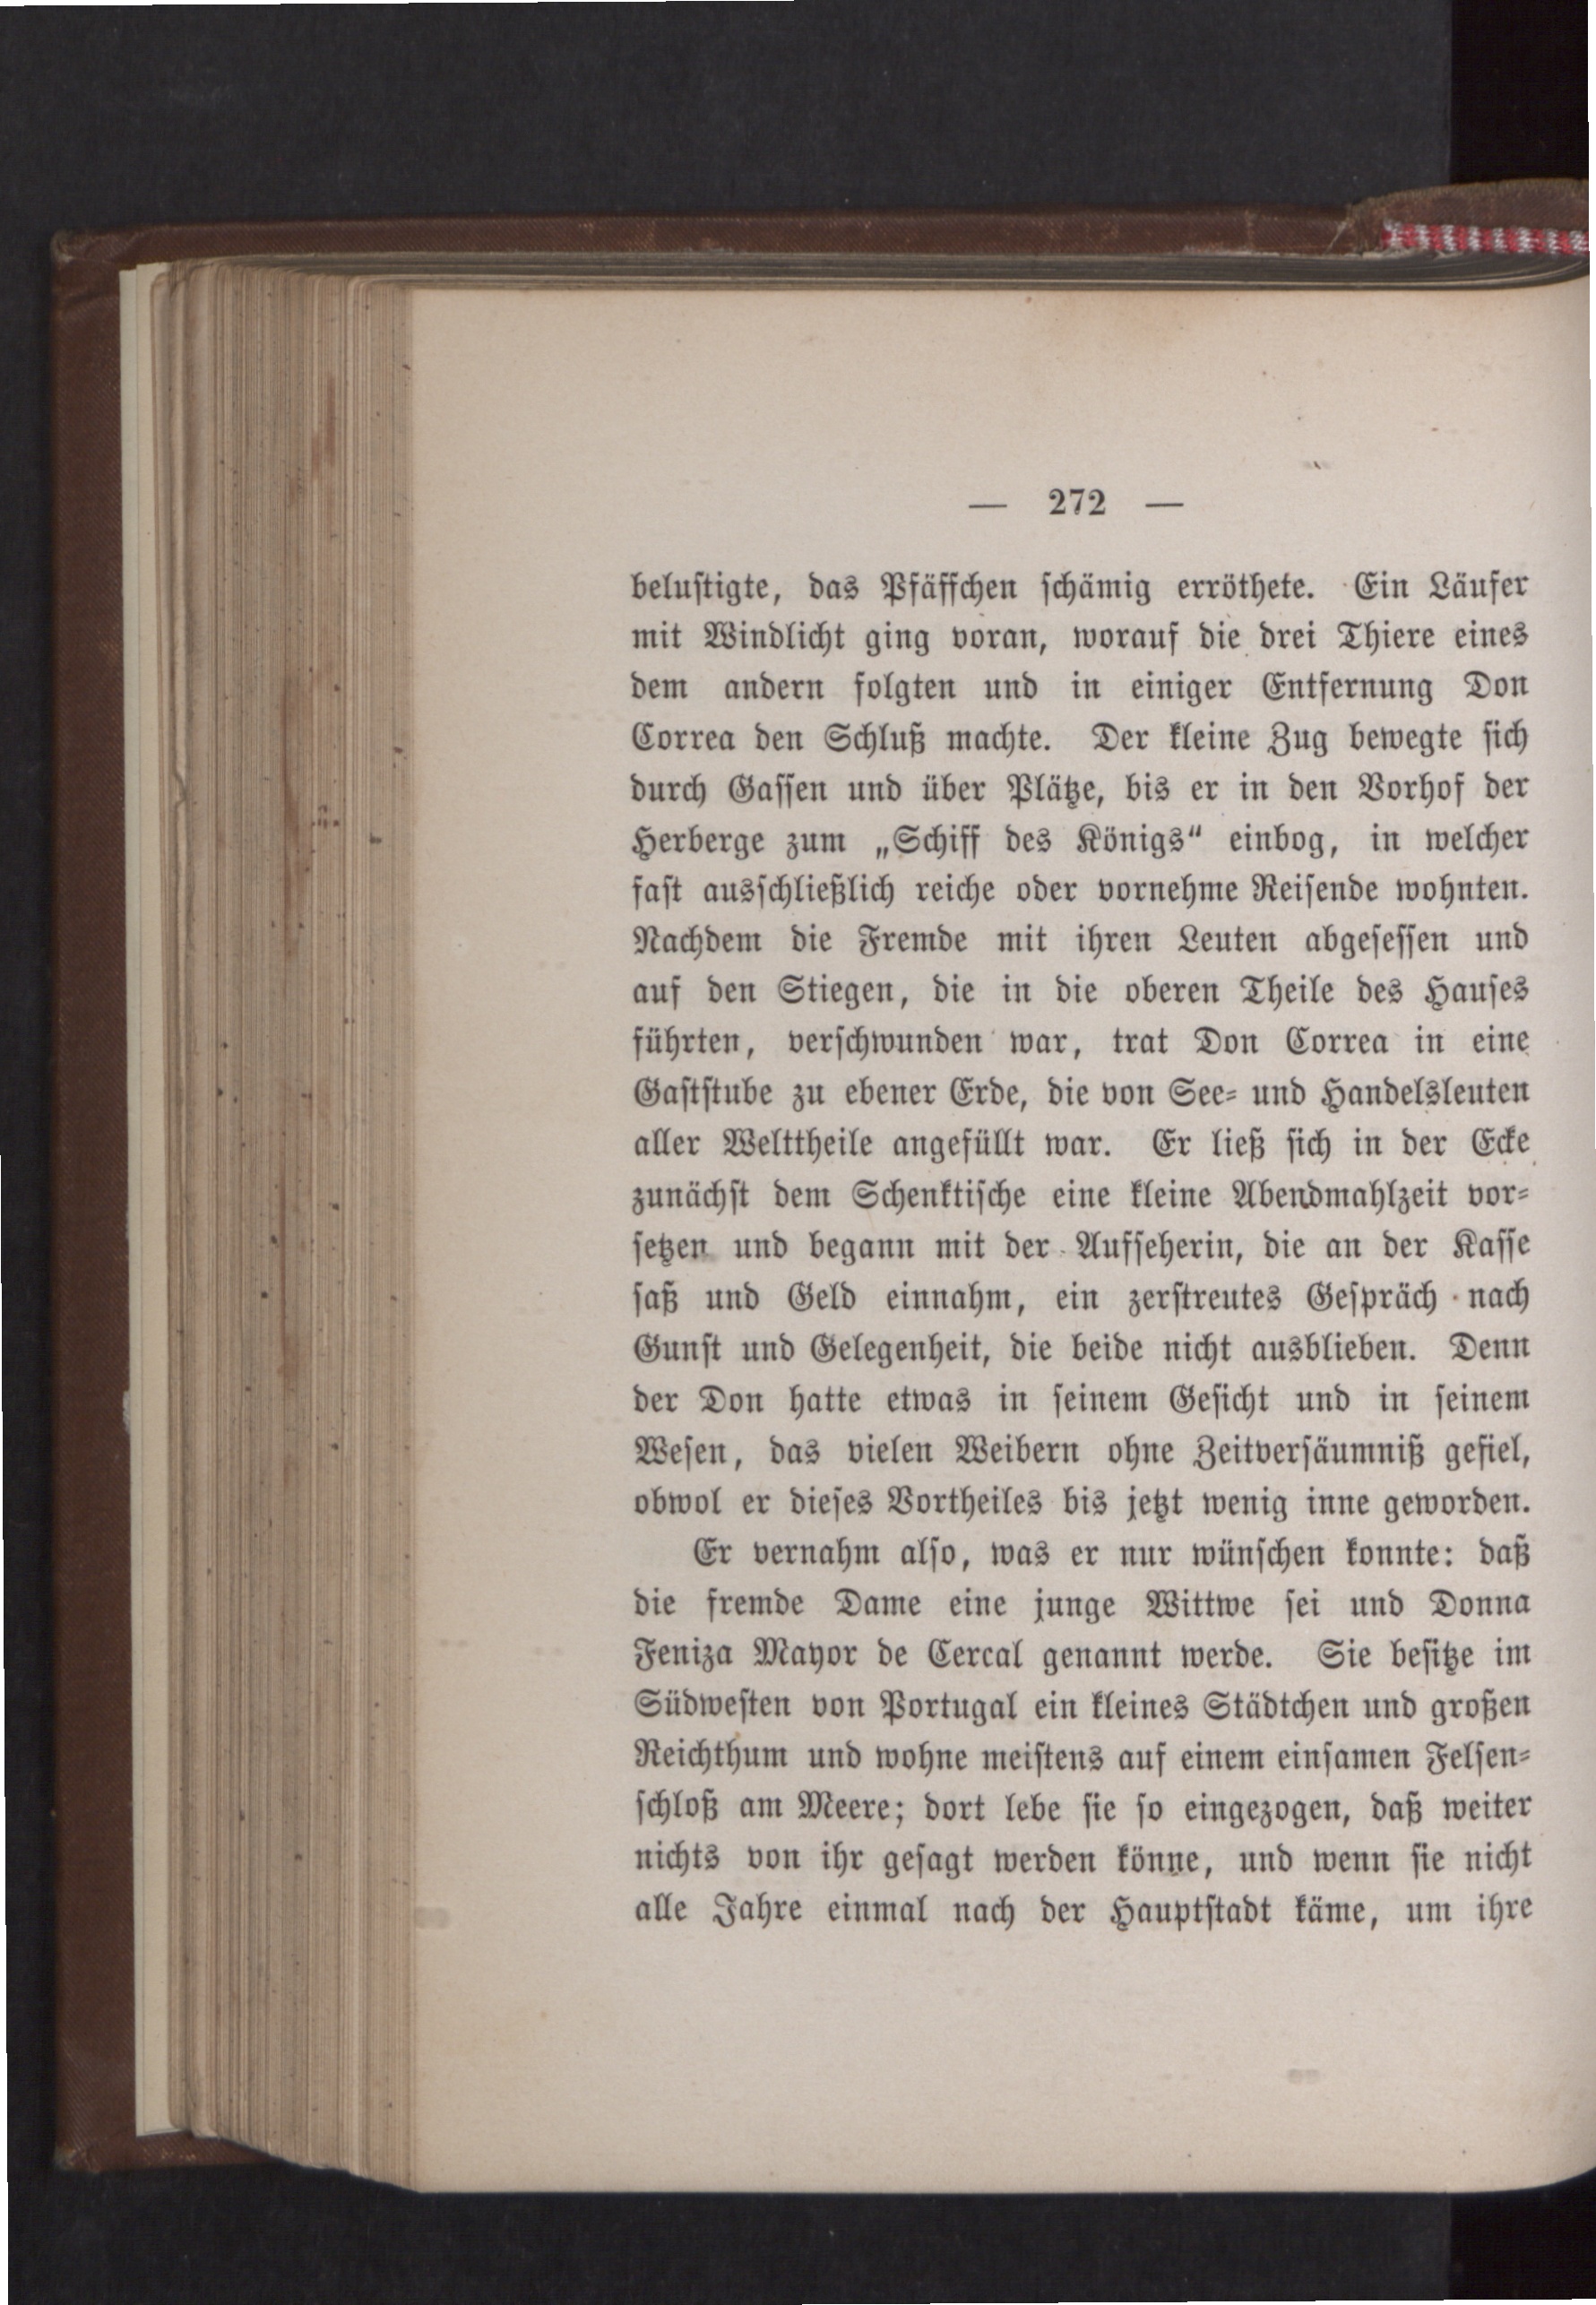 — 272 —
belustigte, das Pfäffchen schämig erröthete. Ein Läufer
mit Windlicht ging voran, worauf die drei Thiere eines
dem andern folgten und in einiger Entfernung Don
Correa den Schluß machte. Der kleine Zug bewegte sich
durch Gassen und über Plätze, bis er in den Vorhof der
Herberge zum „Schiff des Königs“ einbog, in welcher
fast ausschließlich reiche oder vornehme Reisende wohnten.
Nachdem die Fremde mit ihren Leuten abgesessen und
auf den Stiegen, die in die oberen Theile des Hauses
führten, verschwunden war, trat Don Correa in eine
Gaststube zu ebener Erde, die von See- und Handelsleuten
aller Welttheile angefüllt war. Er ließ sich in der Ecke
zunächst dem Schenktische eine kleine Abendmahlzeit vor-
setzen und begann mit der Aufseherin, die an der Kasse
saß und Geld einnahm, ein zerstreutes Gespräch nach
Gunst und Gelegenheit, die beide nicht ausblieben. Denn
der Don hatte etwas in seinem Gesicht und in seinem
Wesen, das vielen Weibern ohne Zeitversäumniß gefiel,
obwol er dieses Vortheiles bis jetzt wenig inne geworden.
Er vernahm also, was er nur wünschen konnte: daß
die fremde Dame eine junge Wittwe sei und Donna
Feniza Mayor de Cercal genannt werde. Sie besitze im
Südwesten von Portugal ein kleines Städtchen und großen
Reichthum und wohne meistens auf einem einsamen Felsen-
schloß am Meere; dort lebe sie so eingezogen, daß weiter
nichts von ihr gesagt werden könne, und wenn sie nicht
alle Jahre einmal nach der Hauptstadt käme, um ihre